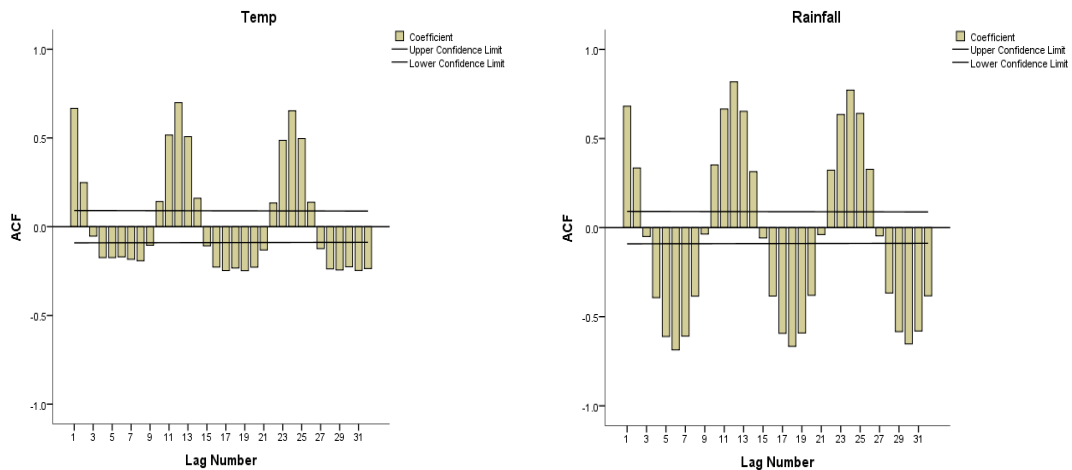 Temp
Coefficient
Upper Confidence Limit
Lower Confidence Limit
1.0
0.5
0.0
-0.5
-1.0
ACF
1 3 5 7 9 11 13 15 17 19 21 23 25 27 29 31
Lag Number
Rainfall
Coefficient
Upper Confidence Limit
Lower Confidence Limit
1.0
0.5
0.0
-0.5
-1.0
ACF
1 3 5 7 9 11 13 15 17 19 21 23 25 27 29 31
Lag Number